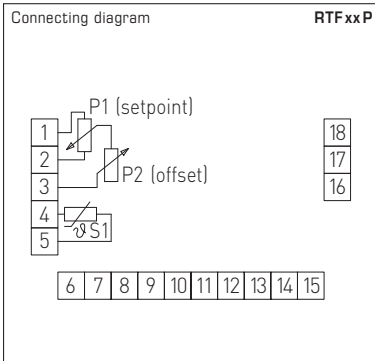 Connecting diagram RTFxxP
P1 (setpoint)
1
2
3
P2 (offset)
4
5
ϑ S1
18
17
16
6 7 8 9 10 11 12 13 14 15